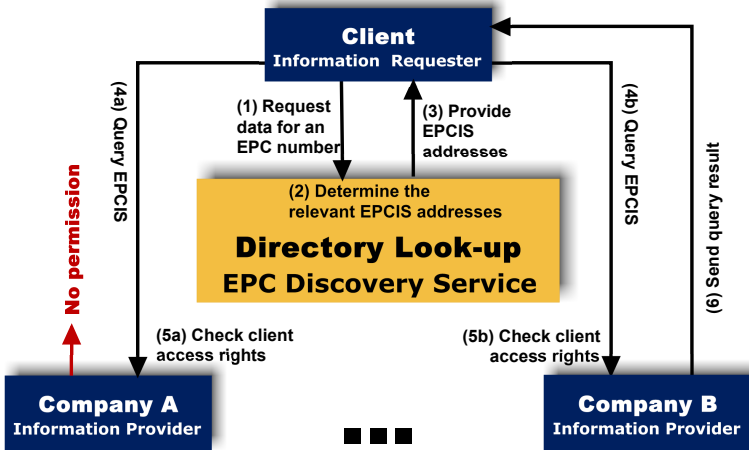 Client
Information Requester
(1) Request
data for an
EPC number
(3) Provide
EPCIS
addresses
(4a) Query EPCIS
(4b) Query EPCIS
(2) Determine the
relevant EPCIS addresses
Directory Look-up
EPC Discovery Service
No permission
(6) Send query result
(5a) Check client
access rights
(5b) Check client
access rights
Company A
Information Provider
Company B
Information Provider